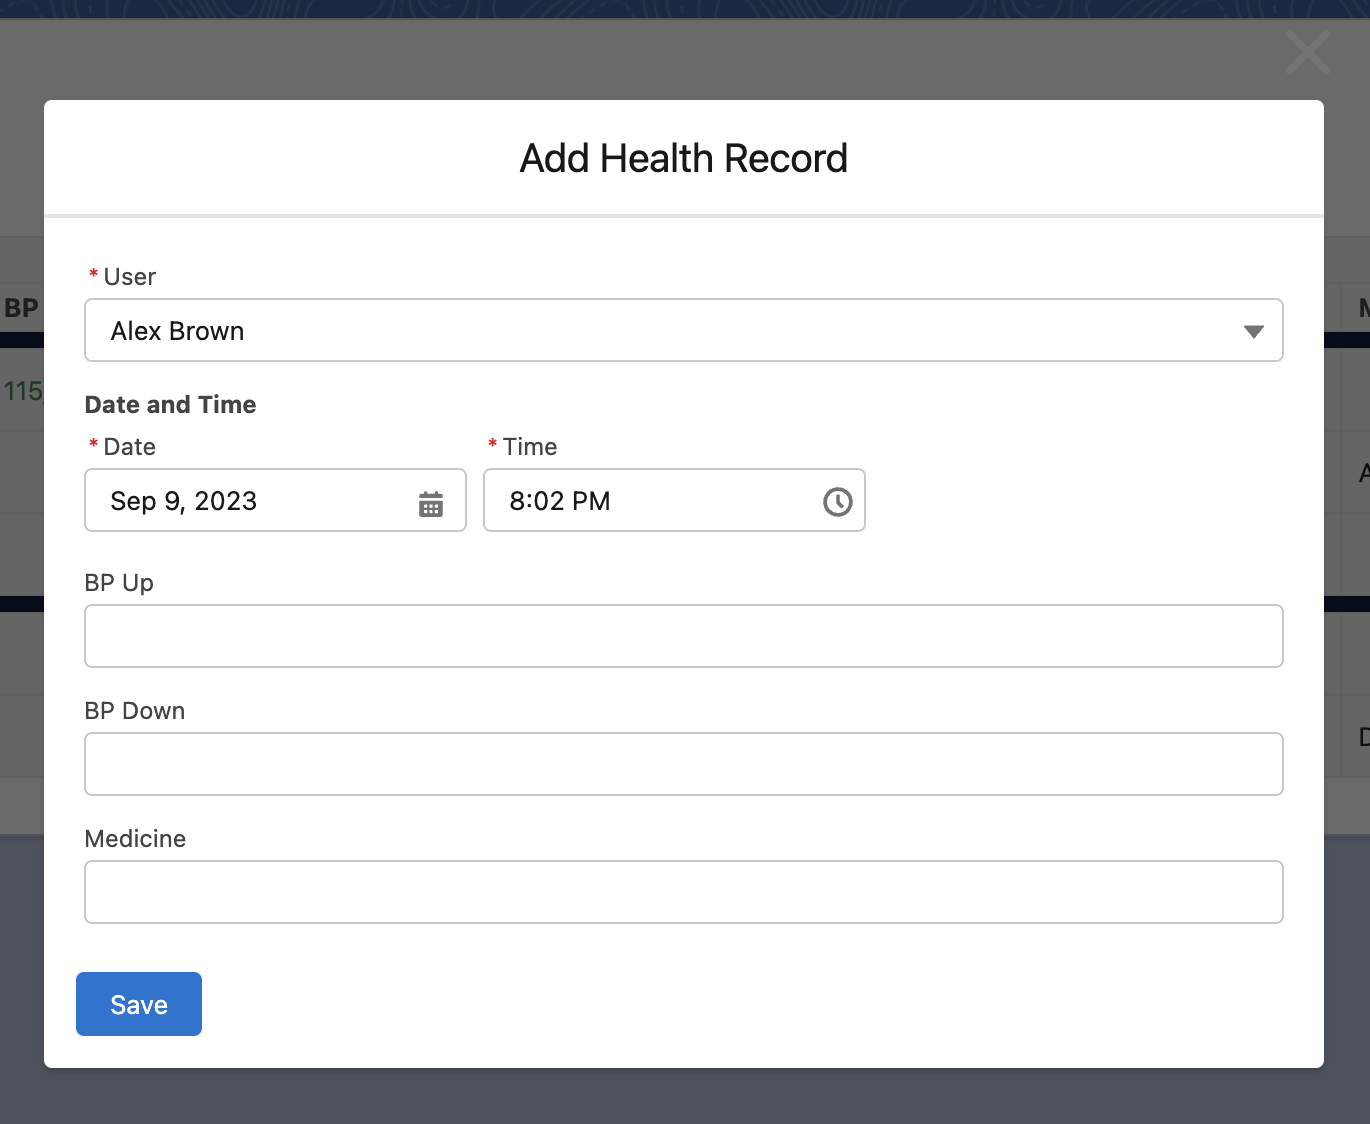 Add Health Record
* User
BP
Alex Brown
115
Date and Time
* Date
* Time
Sep 9, 2023
8:02 PM
BP Up
BP Down
Medicine
Save